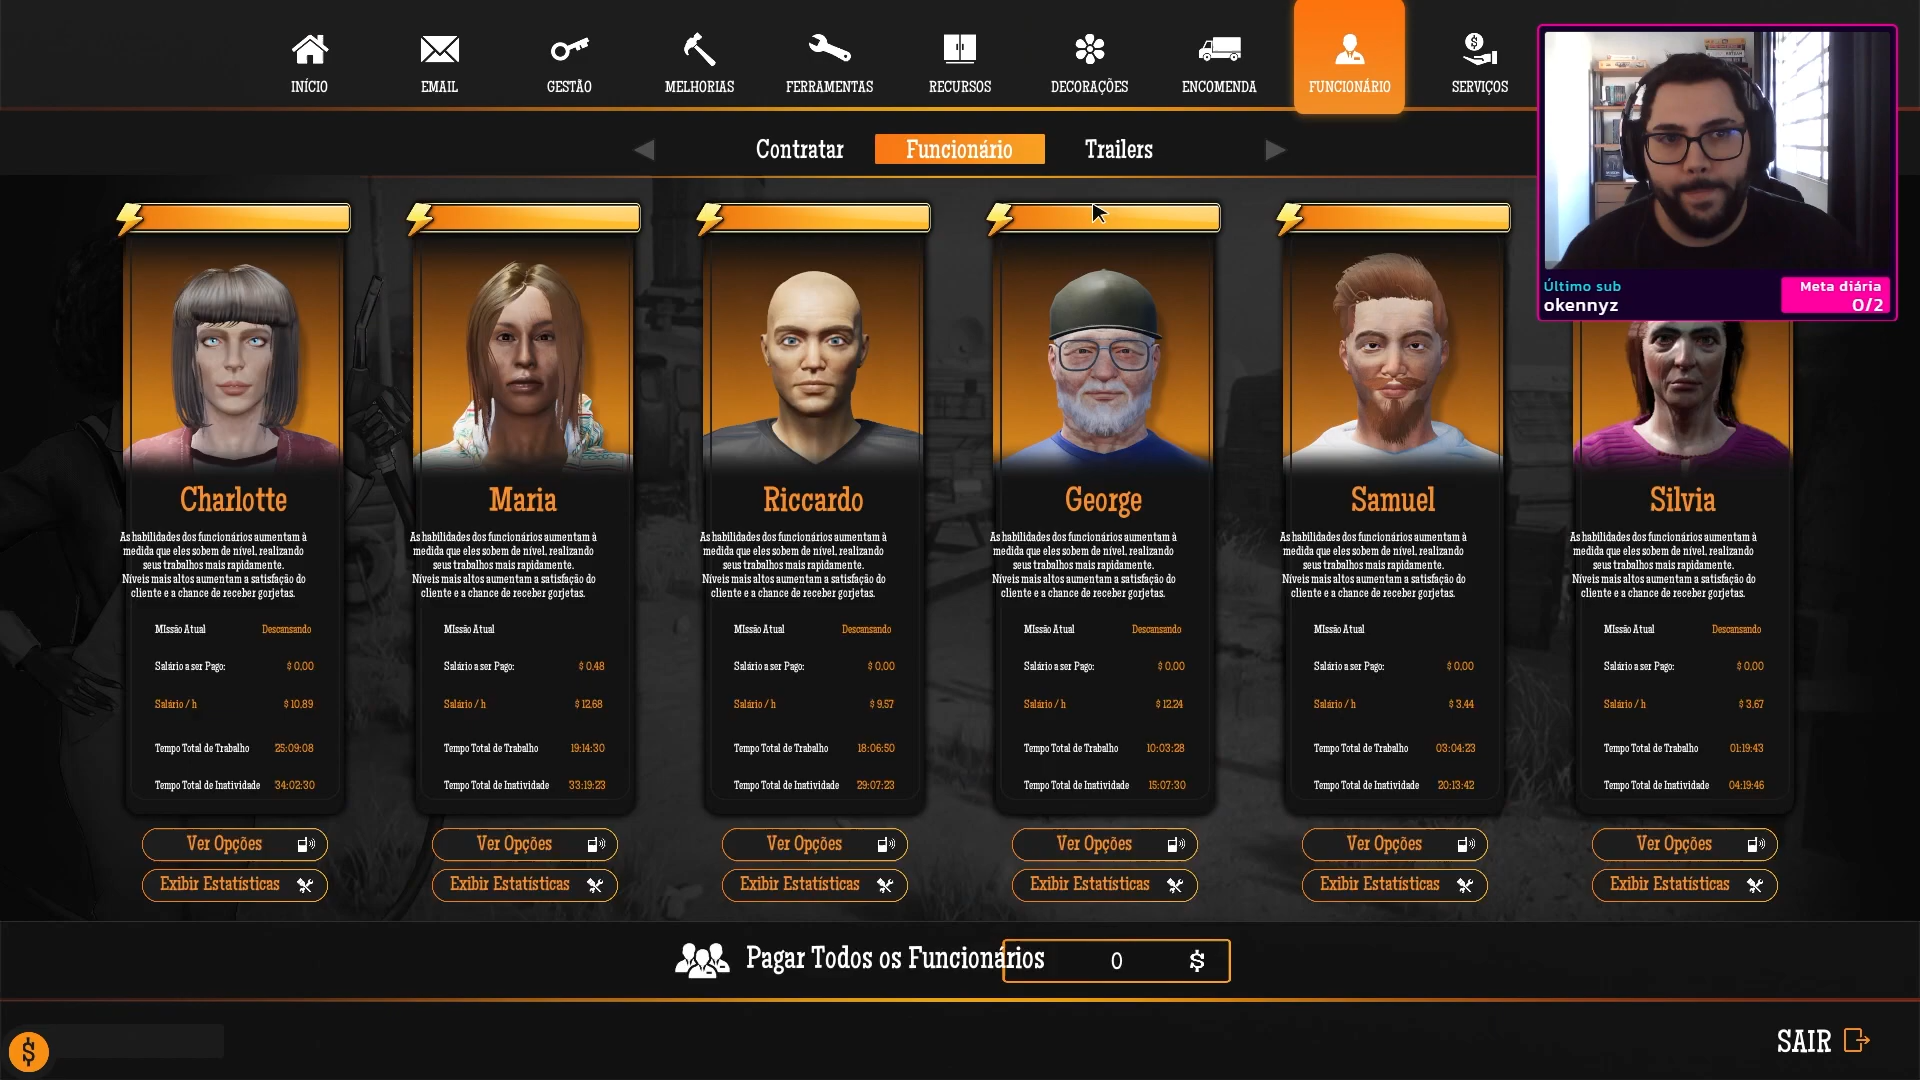 INÍCIO
EMAIL
GESTÃO
MELHORIAS
FERRAMENTAS
RECURSOS
DECORAÇÕES
ENCOMENDA
FUNCIONÁRIO
SERVIÇOS
Contratar
Funcionário
Trailers
Último sub
okennyz
Meta diária
0/2
Charlotte
As habilidades dos funcionários aumentam à
medida que eles sobem de nível, realizando
seus trabalhos mais rapidamente.
Níveis mais altos aumentam a satisfação do
cliente e a chance de receber gorjetas.
MIssão Atual Descansando
Salário a ser Pago: $ 0,00
Salário / h $ 10,89
Tempo Total de Trabalho 25:09:08
Tempo Total de Inatividade 34:02:30
Ver Opções
Exibir Estatísticas
Maria
As habilidades dos funcionários aumentam à
medida que eles sobem de nível, realizando
seus trabalhos mais rapidamente.
Níveis mais altos aumentam a satisfação do
cliente e a chance de receber gorjetas.
MIssão Atual
Salário a ser Pago: $ 0,48
Salário / h $ 12,68
Tempo Total de Trabalho 19:14:30
Tempo Total de Inatividade 33:19:23
Ver Opções
Exibir Estatísticas
Riccardo
As habilidades dos funcionários aumentam à
medida que eles sobem de nível, realizando
seus trabalhos mais rapidamente.
Níveis mais altos aumentam a satisfação do
cliente e a chance de receber gorjetas.
MIssão Atual Descansando
Salário a ser Pago: $ 0,00
Salário / h $ 9,57
Tempo Total de Trabalho 18:06:50
Tempo Total de Inatividade 29:07:23
Ver Opções
Exibir Estatísticas
George
As habilidades dos funcionários aumentam à
medida que eles sobem de nível, realizando
seus trabalhos mais rapidamente.
Níveis mais altos aumentam a satisfação do
cliente e a chance de receber gorjetas.
MIssão Atual Descansando
Salário a ser Pago: $ 0,00
Salário / h $ 12,24
Tempo Total de Trabalho 10:03:28
Tempo Total de Inatividade 15:07:30
Ver Opções
Exibir Estatísticas
Samuel
As habilidades dos funcionários aumentam à
medida que eles sobem de nível, realizando
seus trabalhos mais rapidamente.
Níveis mais altos aumentam a satisfação do
cliente e a chance de receber gorjetas.
MIssão Atual
Salário a ser Pago: $ 0,00
Salário / h $ 3,44
Tempo Total de Trabalho 03:04:23
Tempo Total de Inatividade 20:13:42
Ver Opções
Exibir Estatísticas
Silvia
As habilidades dos funcionários aumentam à
medida que eles sobem de nível, realizando
seus trabalhos mais rapidamente.
Níveis mais altos aumentam a satisfação do
cliente e a chance de receber gorjetas.
MIssão Atual Descansando
Salário a ser Pago: $ 0,00
Salário / h $ 3,67
Tempo Total de Trabalho 01:19:43
Tempo Total de Inatividade 04:19:46
Ver Opções
Exibir Estatísticas
Pagar Todos os Funcionários 0 $
$
SAIR